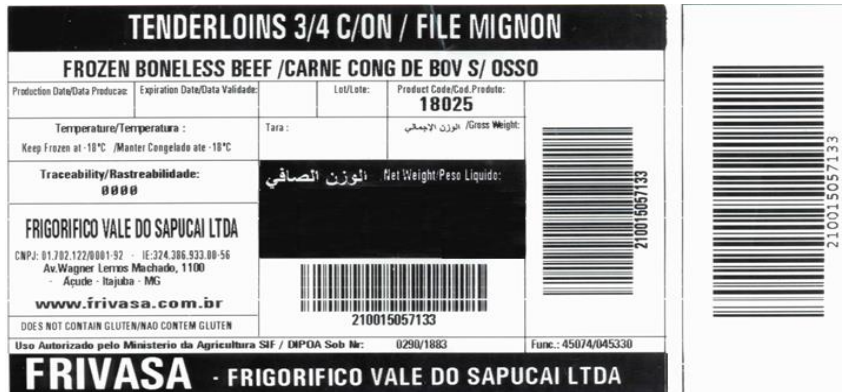 TENDERLOINS 3/4 C/ON / FILE MIGNON
FROZEN BONELESS BEEF /CARNE CONG DE BOV S/ OSSO
Production Date/Data Producao: Expiration Date/Data Validade: Lot/Lote: Product Code/Cod.Produto:
18025
Temperature/Temperatura : Tara : الوزن الاجمالي /Gross Weight:
Keep Frozen at -18°C /Manter Congelado ate -18°C
Traceability/Rastreabilidade: الوزن الصافي Net Weight/Peso Liquido:
0000
FRIGORIFICO VALE DO SAPUCAI LTDA
CNPJ: 01.702.122/0001-92 - IE:324.386.933.00-56
Av.Wagner Lemos Machado, 1100
- Açude - Itajuba - MG
www.frivasa.com.br
DOES NOT CONTAIN GLUTEN/NAO CONTEM GLUTEN
210015057133
210015057133
210015057133
Uso Autorizado pelo Ministerio da Agricultura SIF / DIPOA Sob Nr: 0290/1883 Func.: 45074/045330
FRIVASA - FRIGORIFICO VALE DO SAPUCAI LTDA